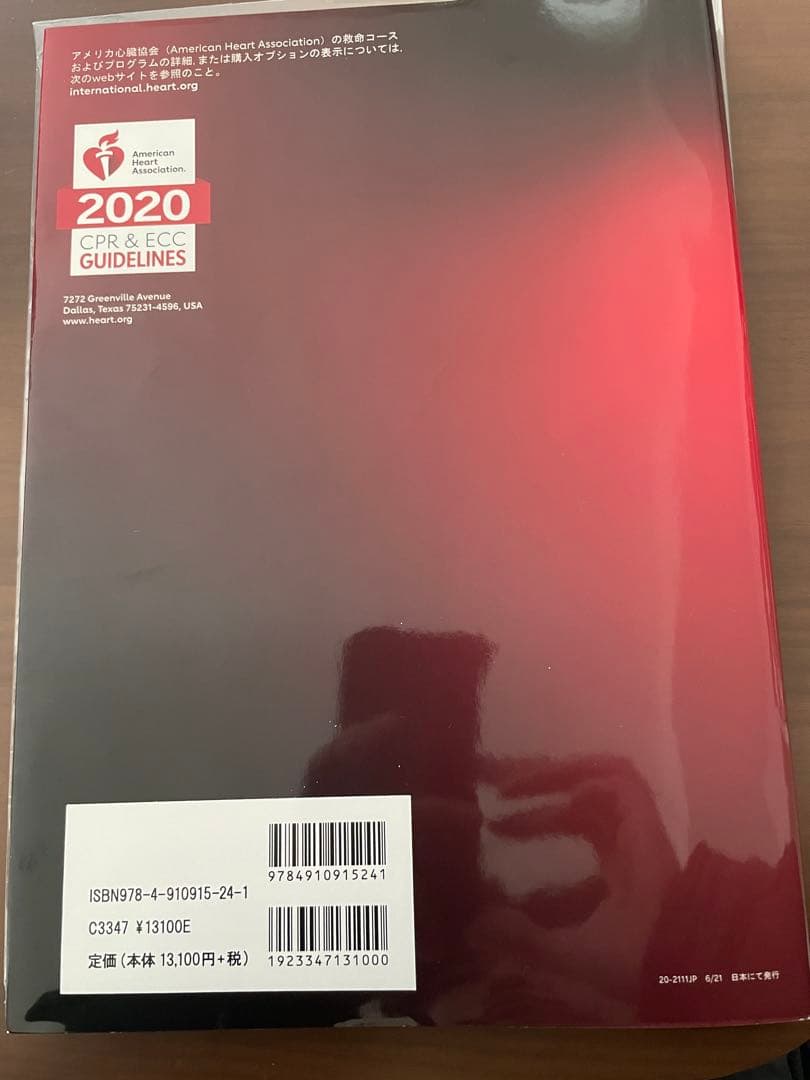 アメリカ心臓協会（American Heart Association）の救命コース
およびプログラムの詳細, または購入オプションの表示については,
次のwebサイトを参照のこと。
international.heart.org
American
Heart
Association.
2020
CPR & ECC
GUIDELINES
7272 Greenville Avenue
Dallas, Texas 75231-4596, USA
www.heart.org
9784910915241
ISBN978-4-910915-24-1
C3347 ¥13100E
定価(本体 13,100円+税)
1923347131000
20-2111JP 6/21 日本にて発行